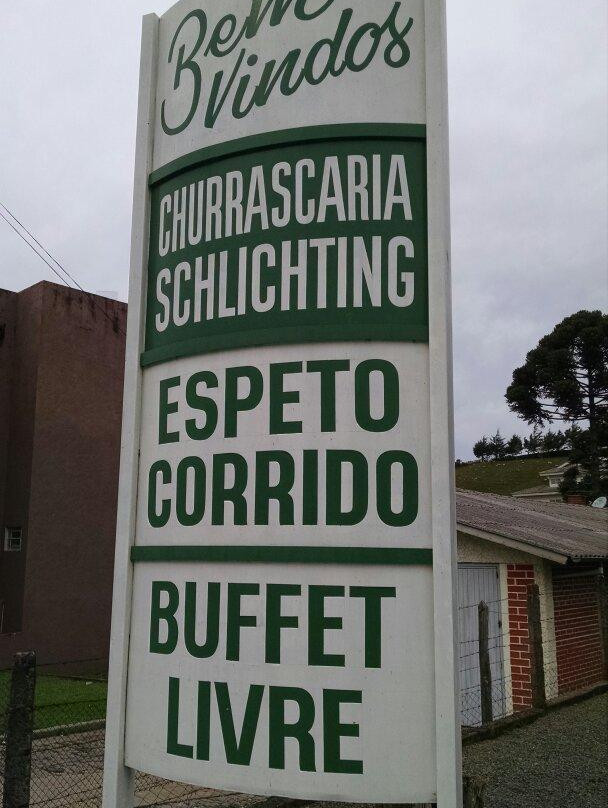 Bem
Vindos
CHURRASCARIA
SCHLICHTING
ESPETO
CORRIDO
BUFFET
LIVRE